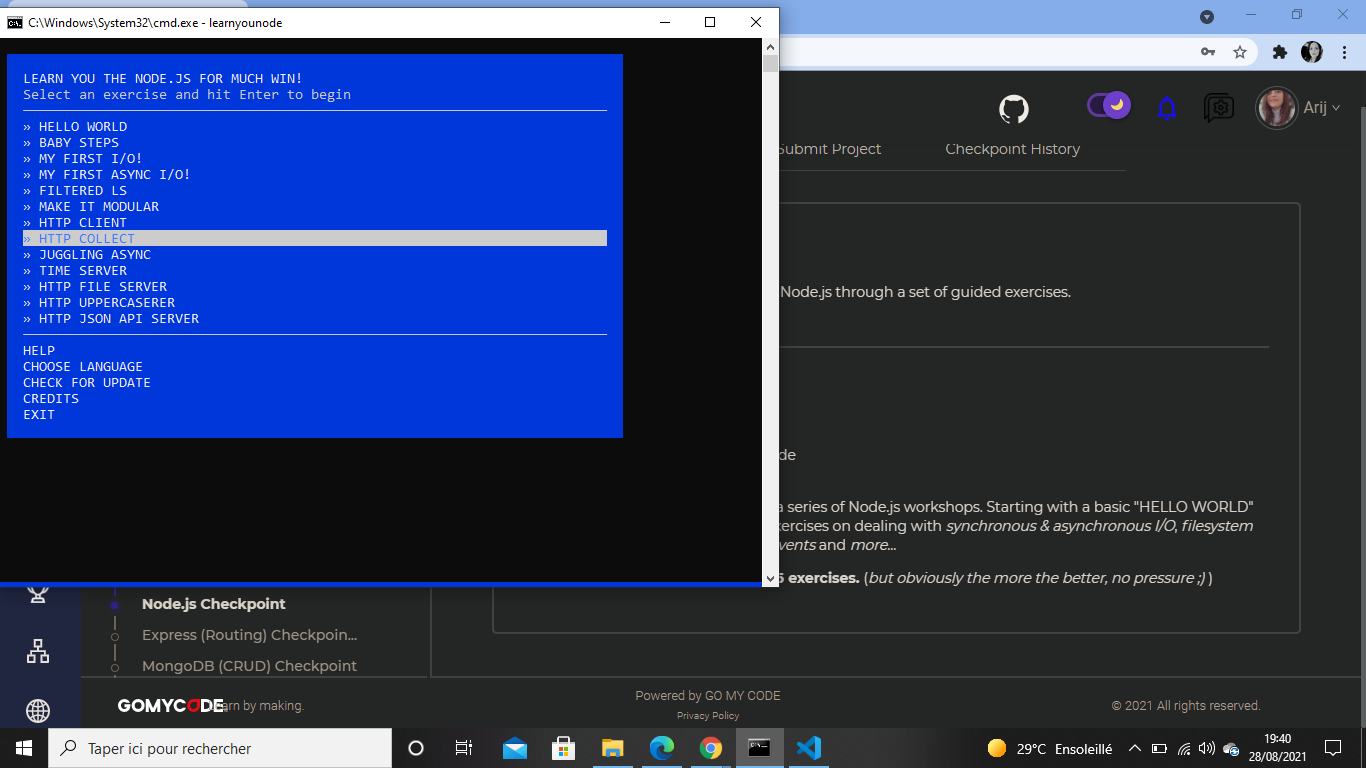 C:\Windows\System32\cmd.exe - learnyounode
LEARN YOU THE NODE.JS FOR MUCH WIN!
Select an exercise and hit Enter to begin
» HELLO WORLD
» BABY STEPS
» MY FIRST I/O!
» MY FIRST ASYNC I/O!
» FILTERED LS
» MAKE IT MODULAR
» HTTP CLIENT
» HTTP COLLECT
» JUGGLING ASYNC
» TIME SERVER
» HTTP FILE SERVER
» HTTP UPPERCASERER
» HTTP JSON API SERVER
HELP
CHOOSE LANGUAGE
CHECK FOR UPDATE
CREDITS
EXIT
Arij
Submit Project Checkpoint History
Node.js through a set of guided exercises.
de
a series of Node.js workshops. Starting with a basic "HELLO WORLD"
ercises on dealing with synchronous & asynchronous I/O, filesystem
vents and more...
exercises. (but obviously the more the better, no pressure ;) )
Node.js Checkpoint
Express (Routing) Checkpoin...
MongoDB (CRUD) Checkpoint
GOMYCODE Learn by making.
Powered by GO MY CODE
Privacy Policy
© 2021 All rights reserved.
Taper ici pour rechercher
29°C Ensoleillé
19:40
28/08/2021